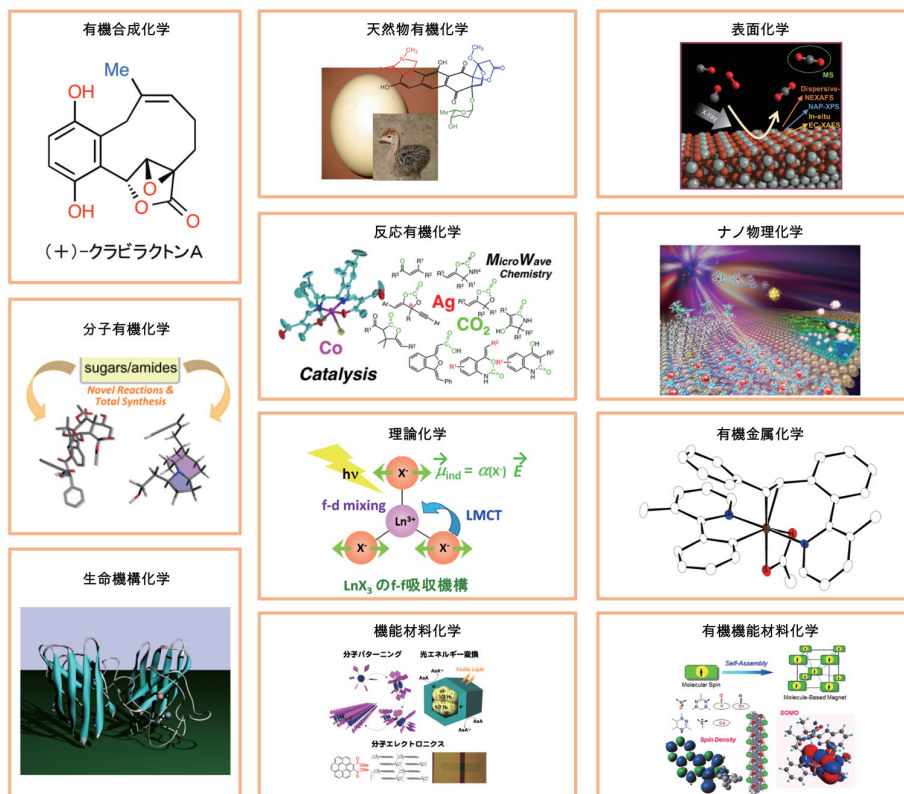 有機合成化学
Me
OH
OH
O
O
O
(+)-クラビラクトンA
天然物有機化学
表面化学
MS
Dispersive-
NEXAFS
NAP-XPS
In-situ
EC-XAFS
X-ray
反応有機化学
MicroWave
Chemistry
Ag
CO2
Co
Catalysis
ナノ物理化学
分子有機化学
sugars/amides
Novel Reactions &
Total Synthesis
理論化学
hν
X-
μind = α(X-) E
f-d mixing
Ln3+
LMCT
X-
X-
LnX3 のf-f吸収機構
有機金属化学
生命機構化学
機能材料化学
分子パターニング
光エネルギー変換
Visible Light
分子エレクトロニクス
有機機能材料化学
Self-Assembly
Molecular Spin
Molecule-Based Magnet
SOMO
Spin Density